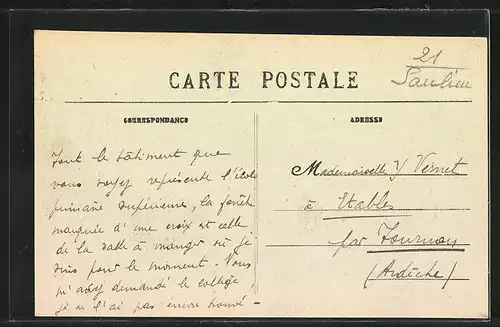 21
Saulieu
CARTE POSTALE
CORRESPONDANCE
ADRESSE
Tout le bâtiment que
vous voyez représente l'école
primaire supérieure, la fenêtre
marquée d'une croix est celle
de la salle à manger où je
suis pour le moment. Vous
m'avez demandé le collège
je ne l'ai pas encore trouvé -
Mademoiselle Y Vernet
à Etables
par Tournon
(Ardèche)